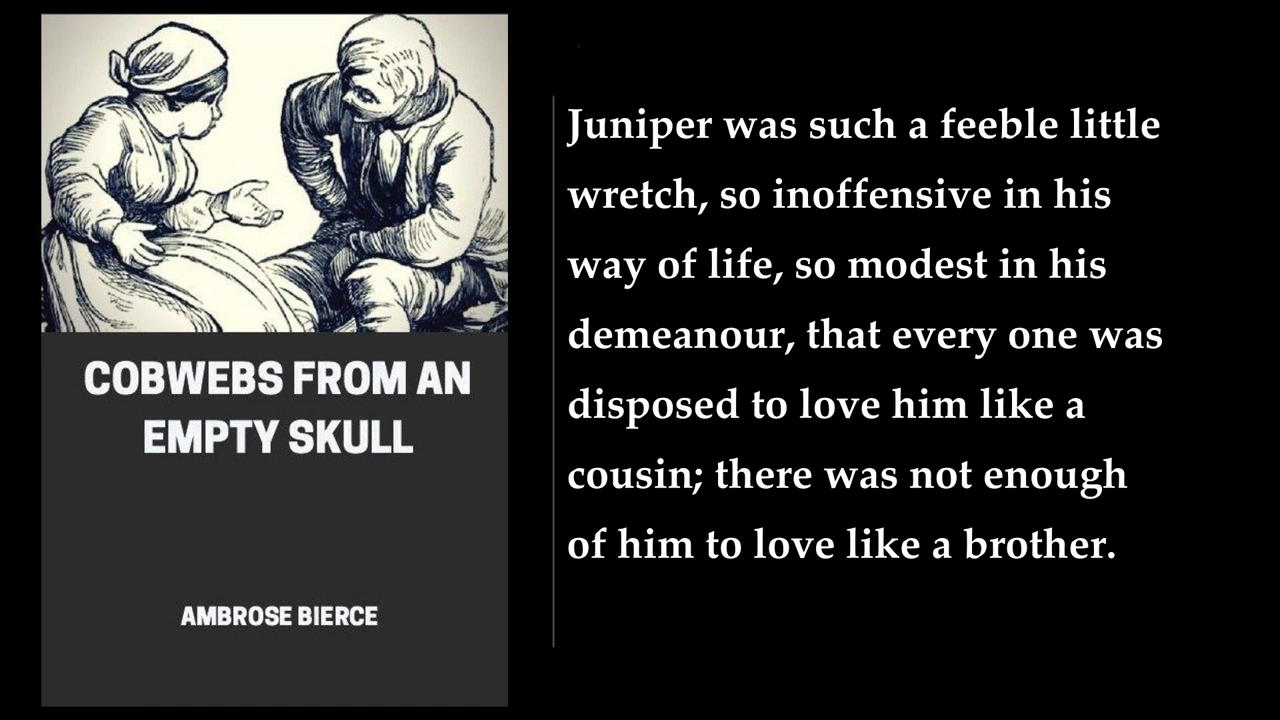 COBWEBS FROM AN
EMPTY SKULL
AMBROSE BIERCE
Juniper was such a feeble little
wretch, so inoffensive in his
way of life, so modest in his
demeanour, that every one was
disposed to love him like a
cousin; there was not enough
of him to love like a brother.